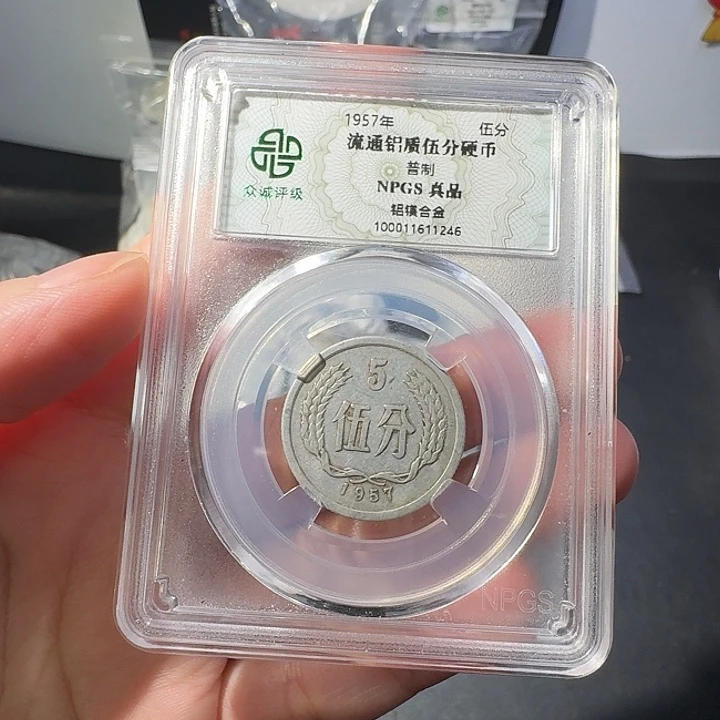 1957年
伍分
流通铝质伍分硬币
普制
NPGS 真品
铝镁合金
100011611246
众诚评级
5
伍分
1957
NPGS